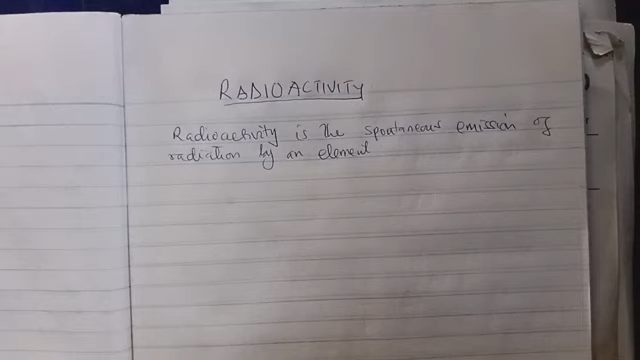 RADIOACTIVITY
Radioactivity is the spontaneous emission of
radiation by an element